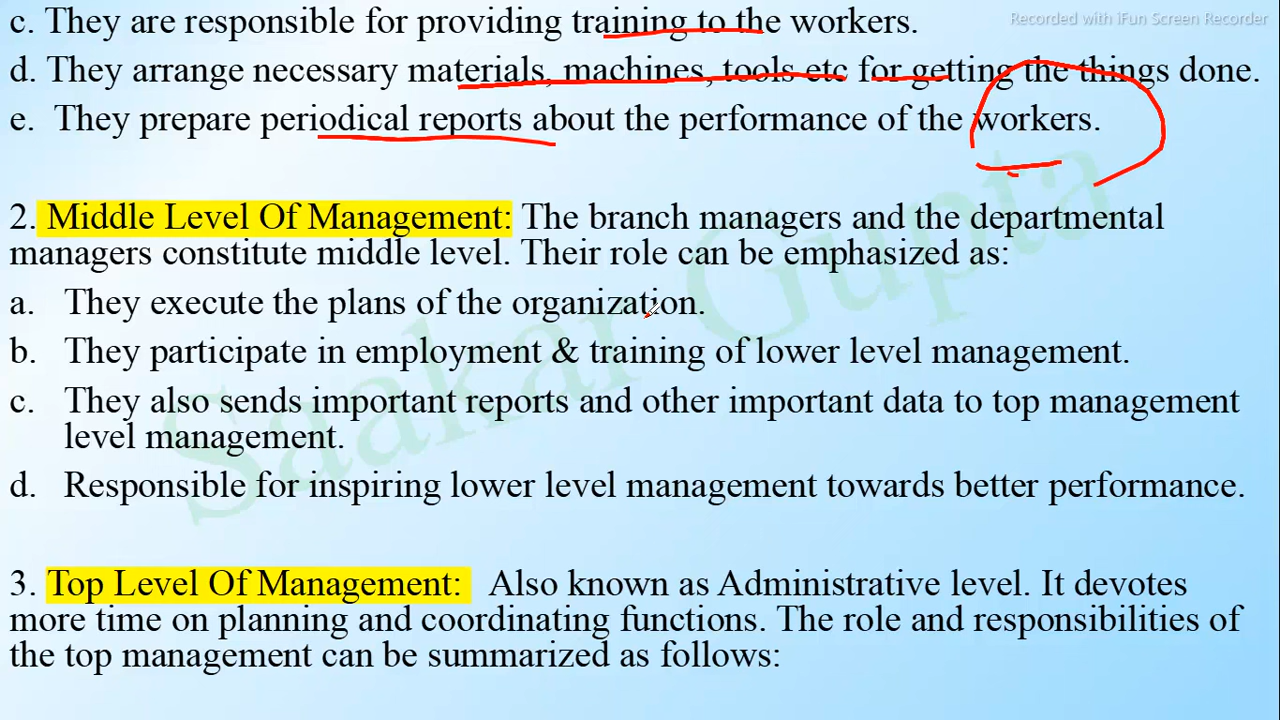 Recorded with iFun Screen Recorder
c. They are responsible for providing training to the workers.
d. They arrange necessary materials, machines, tools etc for getting the things done.
e. They prepare periodical reports about the performance of the workers.
2. Middle Level Of Management: The branch managers and the departmental
managers constitute middle level. Their role can be emphasized as:
a. They execute the plans of the organization.
b. They participate in employment & training of lower level management.
c. They also sends important reports and other important data to top management
level management.
d. Responsible for inspiring lower level management towards better performance.
3. Top Level Of Management: Also known as Administrative level. It devotes
more time on planning and coordinating functions. The role and responsibilities of
the top management can be summarized as follows:
Saakar Gupta